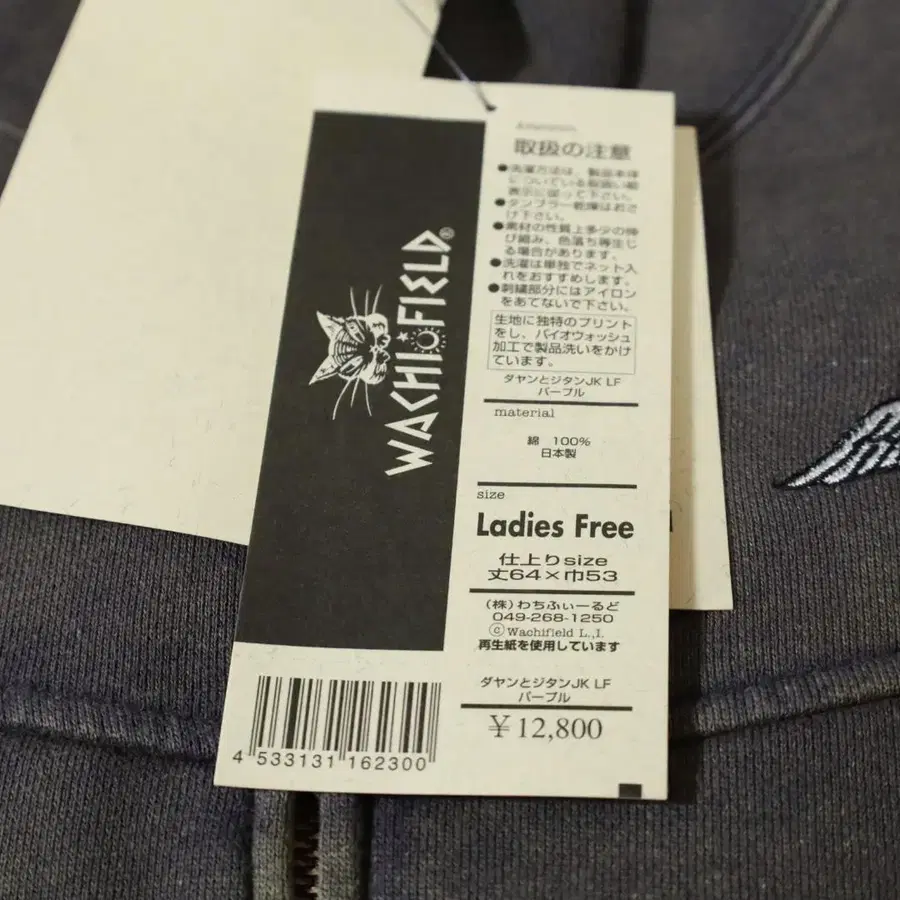 WACHIFIELD®
Attention
取扱の注意
●洗濯方法は、製品本体
についている取扱い絵
表示に従って下さい。
●タンブラー乾燥はおさ
け下さい。
●素材の性質上多少の伸
び縮み、色落ち等生じ
る場合があります。
●洗濯は単独でネット入
れをおすすめします。
●刺繍部分にはアイロン
をあてないで下さい。
生地に独特のプリント
をし、バイオウォッシュ
加工で製品洗いをかけ
ています。
ダヤンとジタンJK LF
パープル
material
綿 100%
日本製
size
Ladies Free
仕上りsize
丈64×巾53
(株)わちふぃーるど
049-268-1250
©Wachifield L.,I.
再生紙を使用しています
ダヤンとジタンJK LF
パープル
¥12,800
4 533131 162300